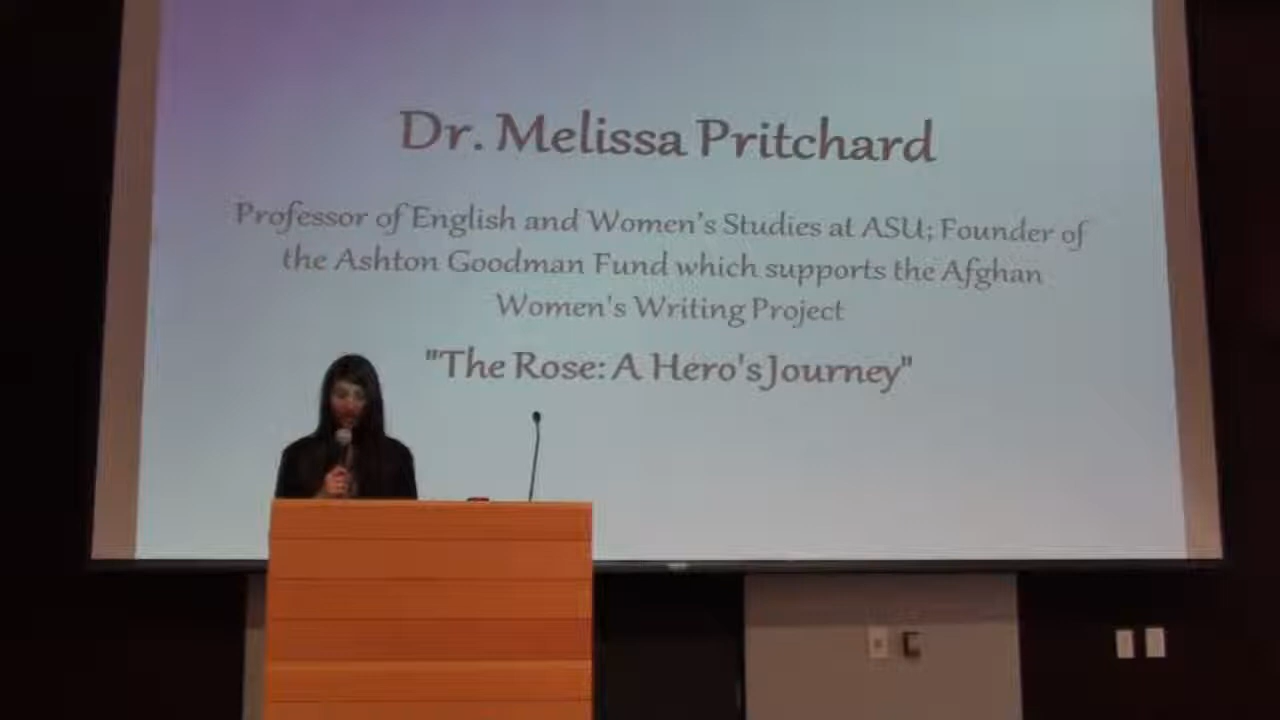 Dr. Melissa Pritchard
Professor of English and Women's Studies at ASU; Founder of
the Ashton Goodman Fund which supports the Afghan
Women's Writing Project
"The Rose: A Hero's Journey"